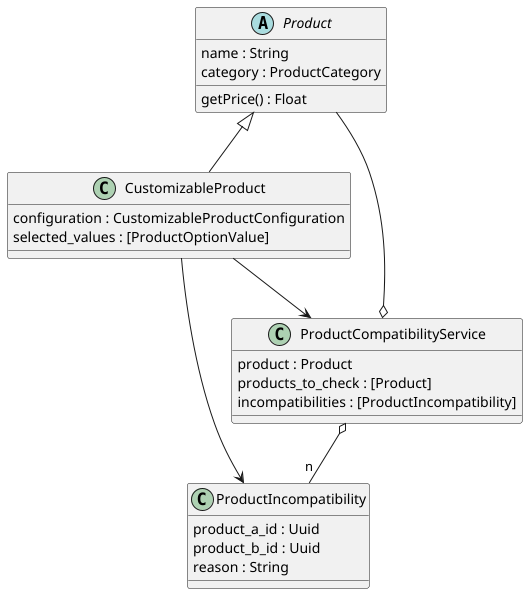 A Product
name : String
category : ProductCategory
getPrice() : Float
C CustomizableProduct
configuration : CustomizableProductConfiguration
selected_values : [ProductOptionValue]
C ProductCompatibilityService
product : Product
products_to_check : [Product]
incompatibilities : [ProductIncompatibility]
n
C ProductIncompatibility
product_a_id : Uuid
product_b_id : Uuid
reason : String